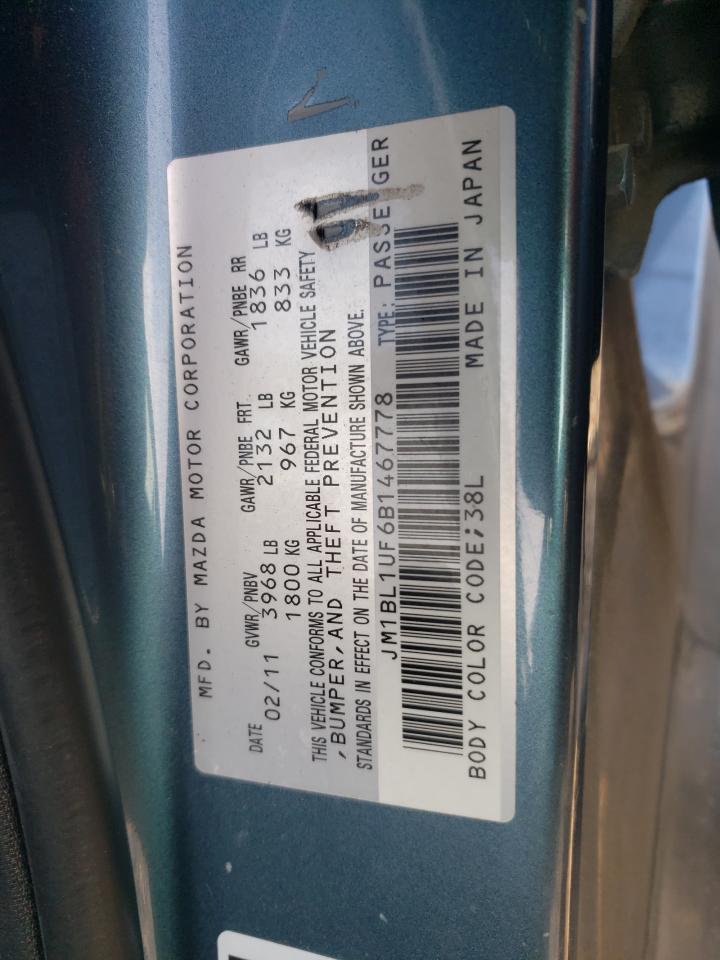 MFD. BY MAZDA MOTOR CORPORATION
DATE GVWR/PNBV GAWR/PNBE FRT. GAWR/PNBE RR
02/11 3968 LB 2132 LB 1836 LB
1800 KG 967 KG 833 KG
THIS VEHICLE CONFORMS TO ALL APPLICABLE FEDERAL MOTOR VEHICLE SAFETY
,BUMPER, AND THEFT PREVENTION
STANDARDS IN EFFECT ON THE DATE OF MANUFACTURE SHOWN ABOVE.
JM1BL1UF6B1467778 TYPE: PASSENGER
BODY COLOR CODE;38L MADE IN JAPAN